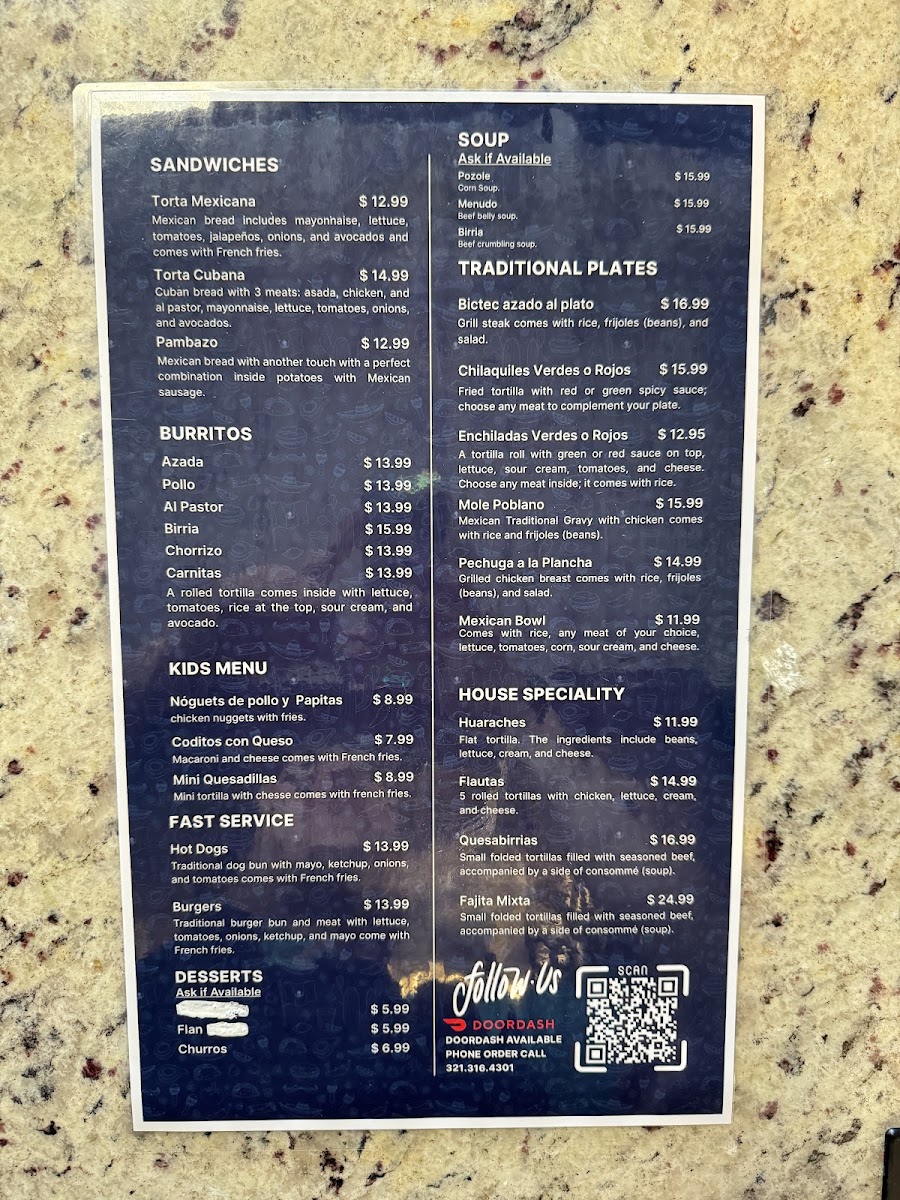 SANDWICHES
Torta Mexicana $ 12.99
Mexican bread includes mayonhaise, lettuce,
tomatoes, jalapeños, onions, and avocados and
comes with French fries.
Torta Cubana $ 14.99
Cuban bread with 3 meats: asada, chicken, and
al pastor, mayonnaise, lettuce, tomatoes, onions,
and avocados.
Pambazo $ 12.99
Mexican bread with another touch with a perfect
combination inside potatoes with Mexican
sausage.
BURRITOS
Azada $ 13.99
Pollo $ 13.99
Al Pastor $ 13.99
Birria $ 15.99
Chorrizo $ 13.99
Carnitas $ 13.99
A rolled tortilla comes inside with lettuce,
tomatoes, rice at the top, sour cream, and
avocado.
KIDS MENU
Nóguets de pollo y Papitas $ 8.99
chicken nuggets with fries.
Coditos con Queso $ 7.99
Macaroni and cheese comes with French fries.
Mini Quesadillas $ 8.99
Mini tortilla with chesse comes with french fries.
FAST SERVICE
Hot Dogs $ 13.99
Traditional dog bun with mayo, ketchup, onions,
and tomatoes comes with French fries.
Burgers $ 13.99
Traditional burger bun and meat with lettuce,
tomatoes, onions, ketchup, and mayo come with
French fries.
DESSERTS
Ask if Available
$ 5.99
Flan $ 5.99
Churros $ 6.99
SOUP
Ask if Available
Pozole $ 15.99
Corn Soup.
Menudo $ 15.99
Beef belly soup.
Birria $ 15.99
Beef crumbling soup.
TRADITIONAL PLATES
Bictec azado al plato $ 16.99
Grill steak comes with rice, frijoles (beans), and
salad.
Chilaquiles Verdes o Rojos $ 15.99
Fried tortilla with red or green spicy sauce;
choose any meat to complement your plate.
Enchiladas Verdes o Rojos $ 12.95
A tortilla roll with green or red sauce on top,
lettuce, sour cream, tomatoes, and cheese.
Choose any meat inside; it comes with rice.
Mole Poblano $ 15.99
Mexican Traditional Gravy with chicken comes
with rice and frijoles (beans).
Pechuga a la Plancha $ 14.99
Grilled chicken breast comes with rice, frijoles
(beans), and salad.
Mexican Bowl $ 11.99
Comes with rice, any meat of your choice,
lettuce, tomatoes, corn, sour cream, and cheese.
HOUSE SPECIALITY
Huaraches $ 11.99
Flat tortilla. The ingredients include beans,
lettuce, cream, and cheese.
Flautas $ 14.99
5 rolled tortillas with chicken, lettuce, cream,
and cheese.
Quesabirrias $ 16.99
Small folded tortillas filled with seasoned beef,
accompanied by a side of consommé (soup).
Fajita Mixta $ 24.99
Small folded tortillas filled with seasoned beef,
accompanied by a side of consommé (soup).
follow us
SCAN
DOORDASH
DOORDASH AVAILABLE
PHONE ORDER CALL
321.316.4301